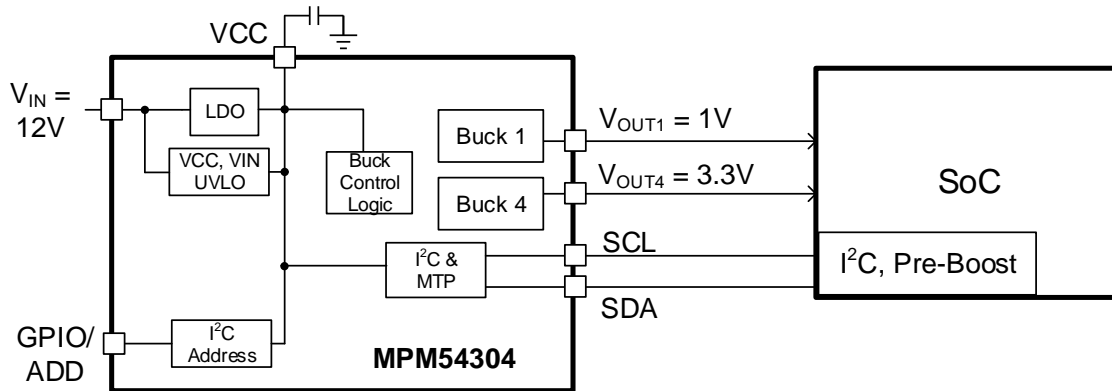 VCC
V_IN =
12V
LDO
VCC, VIN
UVLO
Buck
Control
Logic
Buck 1
Buck 4
V_OUT1 = 1V
V_OUT4 = 3.3V
SoC
I²C, Pre-Boost
I²C &
MTP
SCL
SDA
GPIO/
ADD
I²C
Address
MPM54304